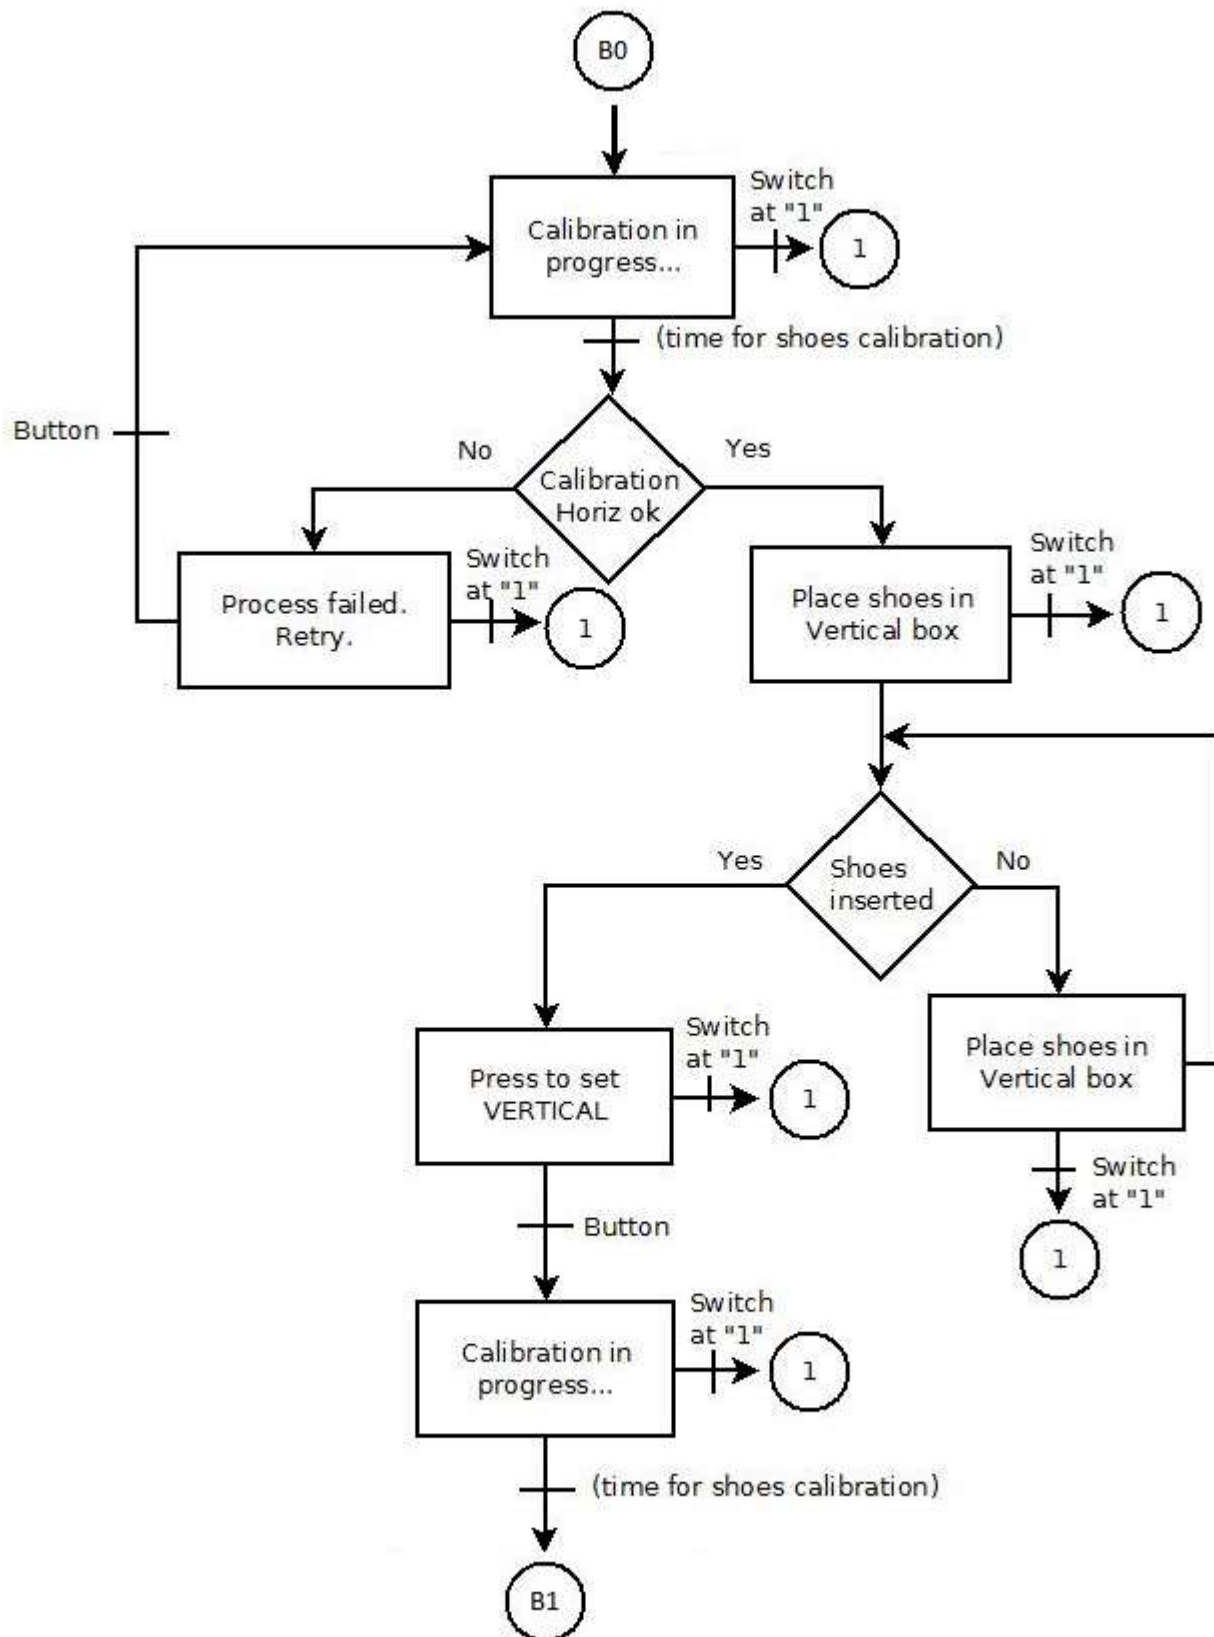 B0
Switch
at "1"
Calibration in
progress...
1
(time for shoes calibration)
Button
No
Yes
Calibration
Horiz ok
Switch
at "1"
Process failed.
Retry.
1
Switch
at "1"
Place shoes in
Vertical box
1
Yes
Shoes
inserted
No
Switch
at "1"
Press to set
VERTICAL
1
Place shoes in
Vertical box
Switch
at "1"
1
Button
Switch
at "1"
Calibration in
progress...
1
(time for shoes calibration)
B1